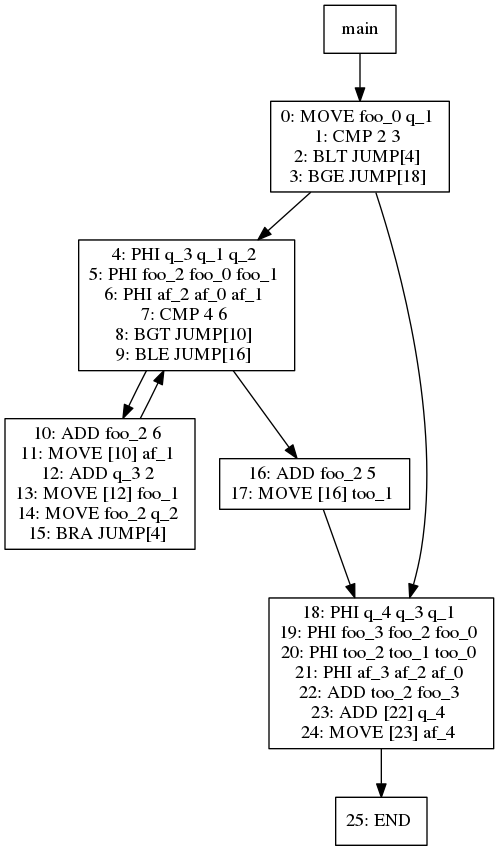 main
0: MOVE foo_0 q_1
1: CMP 2 3
2: BLT JUMP[4]
3: BGE JUMP[18]
4: PHI q_3 q_1 q_2
5: PHI foo_2 foo_0 foo_1
6: PHI af_2 af_0 af_1
7: CMP 4 6
8: BGT JUMP[10]
9: BLE JUMP[16]
10: ADD foo_2 6
11: MOVE [10] af_1
12: ADD q_3 2
13: MOVE [12] foo_1
14: MOVE foo_2 q_2
15: BRA JUMP[4]
16: ADD foo_2 5
17: MOVE [16] too_1
18: PHI q_4 q_3 q_1
19: PHI foo_3 foo_2 foo_0
20: PHI too_2 too_1 too_0
21: PHI af_3 af_2 af_0
22: ADD too_2 foo_3
23: ADD [22] q_4
24: MOVE [23] af_4
25: END